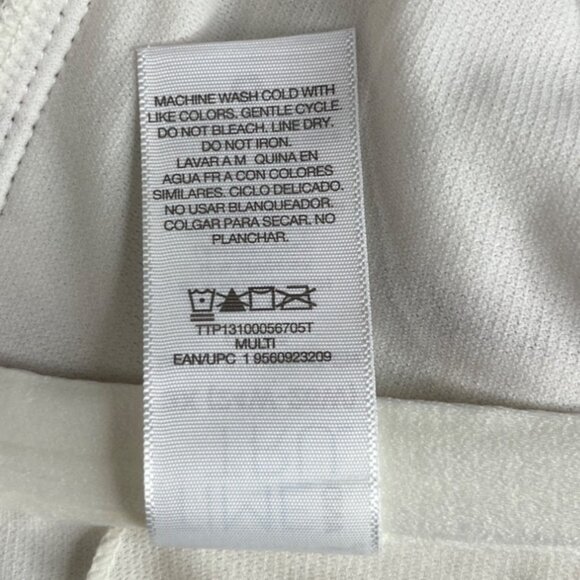 MACHINE WASH COLD WITH
LIKE COLORS. GENTLE CYCLE.
DO NOT BLEACH. LINE DRY.
DO NOT IRON.
LAVAR A M QUINA EN
AGUA FR A CON COLORES
SIMILARES. CICLO DELICADO.
NO USAR BLANQUEADOR.
COLGAR PARA SECAR. NO
PLANCHAR.
TTP13100056705T
MULTI
EAN/UPC 1 9560923209